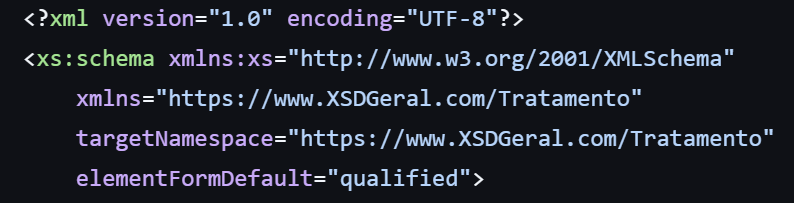 <?xml version="1.0" encoding="UTF-8"?>
<xs:schema xmlns:xs="http://www.w3.org/2001/XMLSchema"
    xmlns="https://www.XSDGeral.com/Tratamento"
    targetNamespace="https://www.XSDGeral.com/Tratamento"
    elementFormDefault="qualified">